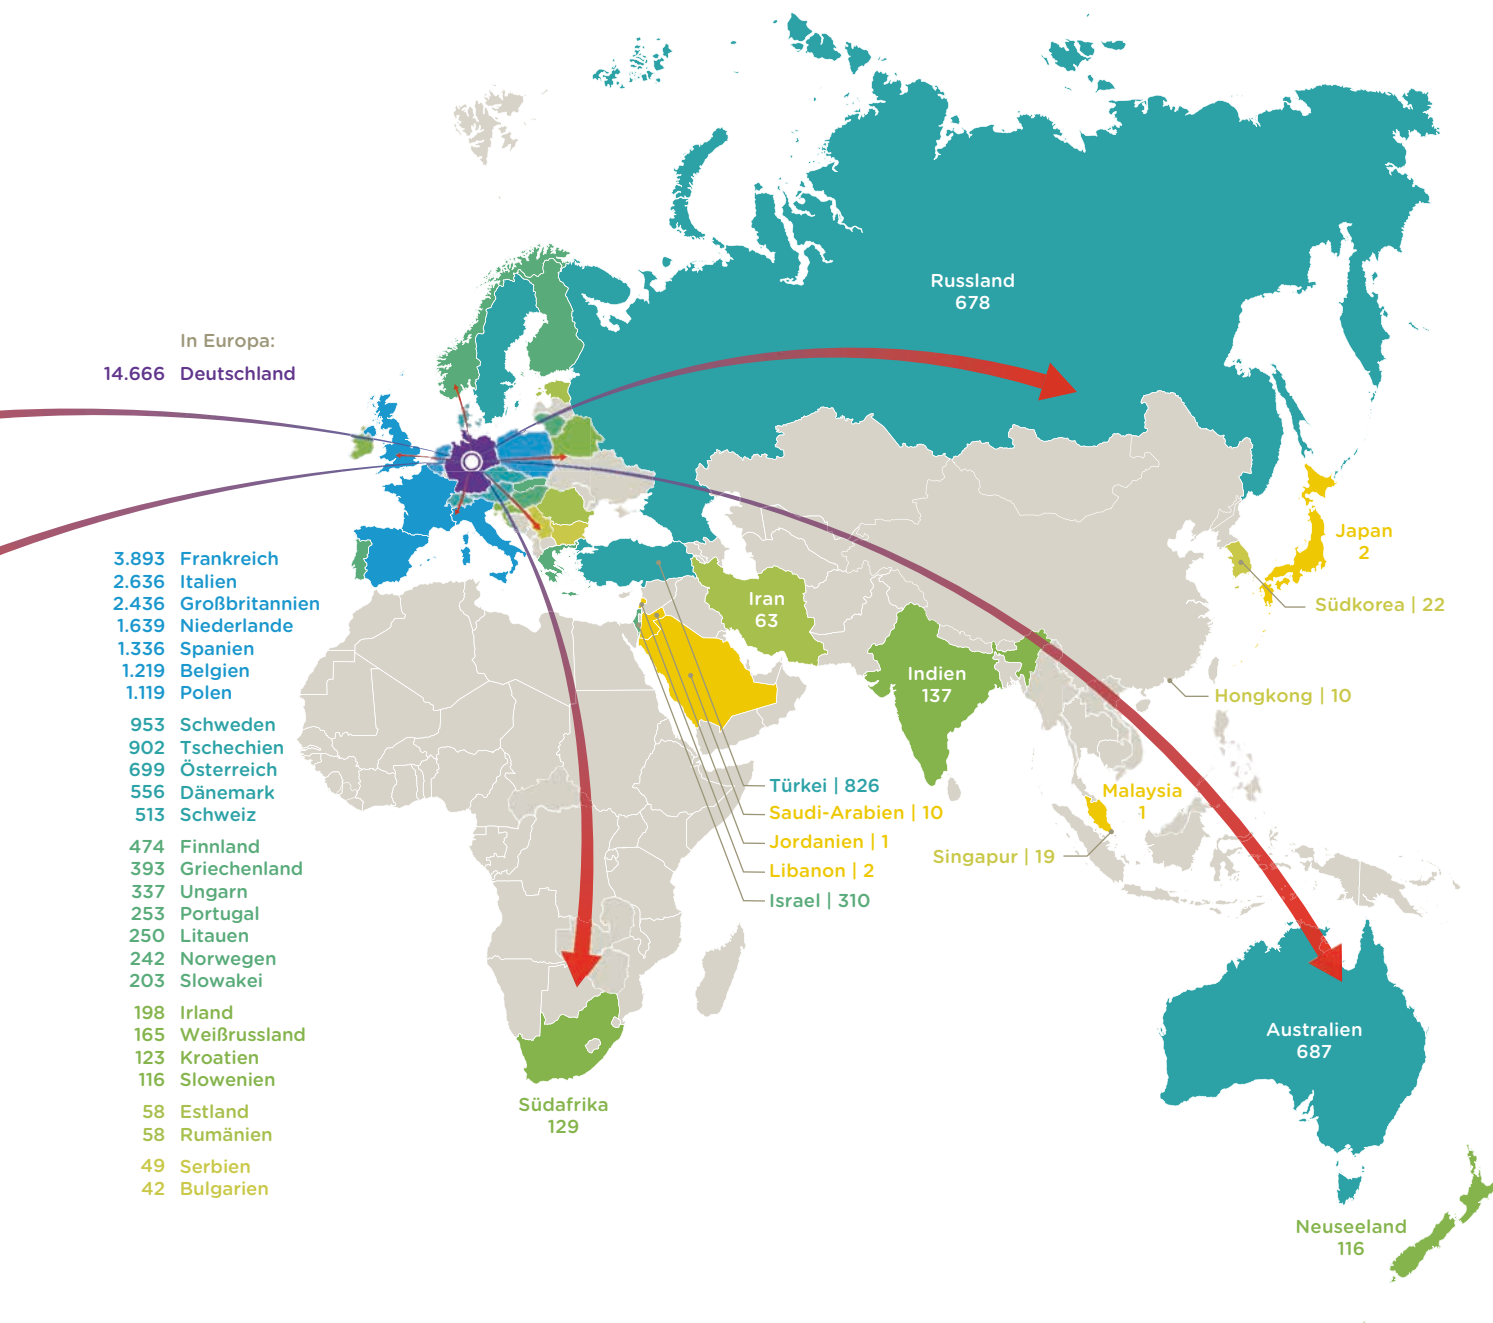 In Europa:
14.666 Deutschland
3.893 Frankreich
2.636 Italien
2.436 Großbritannien
1.639 Niederlande
1.336 Spanien
1.219 Belgien
1.119 Polen
953 Schweden
902 Tschechien
699 Österreich
556 Dänemark
513 Schweiz
474 Finnland
393 Griechenland
337 Ungarn
253 Portugal
250 Litauen
242 Norwegen
203 Slowakei
198 Irland
165 Weißrussland
123 Kroatien
116 Slowenien
58 Estland
58 Rumänien
49 Serbien
42 Bulgarien
Russland
678
Japan
2
Südkorea | 22
Iran
63
Indien
137
Hongkong | 10
Türkei | 826
Saudi-Arabien | 10
Jordanien | 1
Libanon | 2
Israel | 310
Malaysia
1
Singapur | 19
Australien
687
Südafrika
129
Neuseeland
116